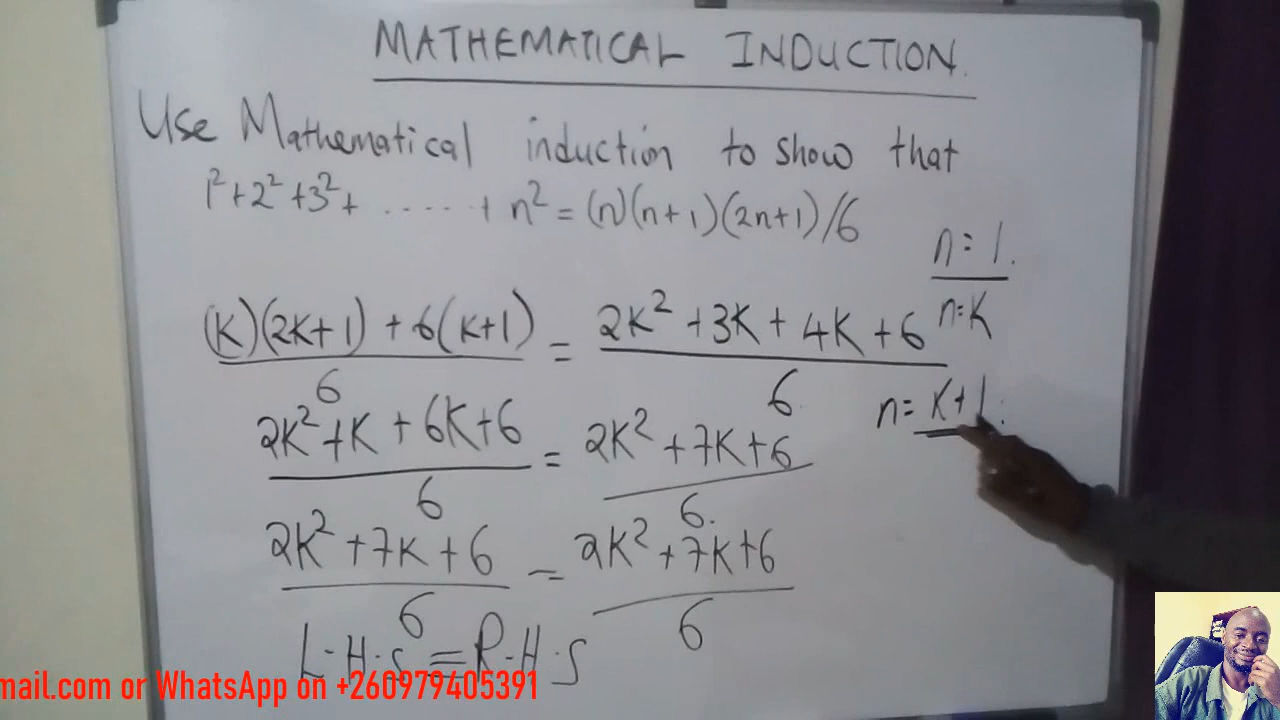 MATHEMATICAL INDUCTION.
Use Mathematical induction to show that
1²+2²+3²+ ..... + n² = (n)(n+1)(2n+1)/6
n = 1.
(K)(2K+1) + 6(K+1) / 6 = 2K² + 3K + 4K + 6 / 6
n = K
2K² + K + 6K + 6 / 6 = 2K² + 7K + 6 / 6.
n = K+1.
2K² + 7K + 6 / 6 = 2K² + 7K + 6 / 6
L.H.S = R.H.S
mail.com or WhatsApp on +260979405391